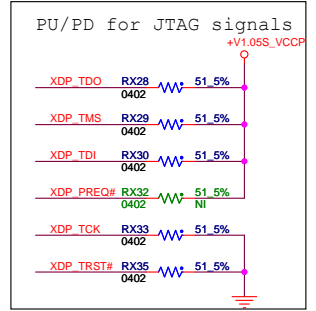 PU/PD for JTAG signals
+V1.05S_VCCP
XDP_TDO RX28 51_5%
0402
XDP_TMS RX29 51_5%
0402
XDP_TDI RX30 51_5%
0402
XDP_PREQ# RX32 51_5%
0402 NI
XDP_TCK RX33 51_5%
0402
XDP_TRST# RX35 51_5%
0402